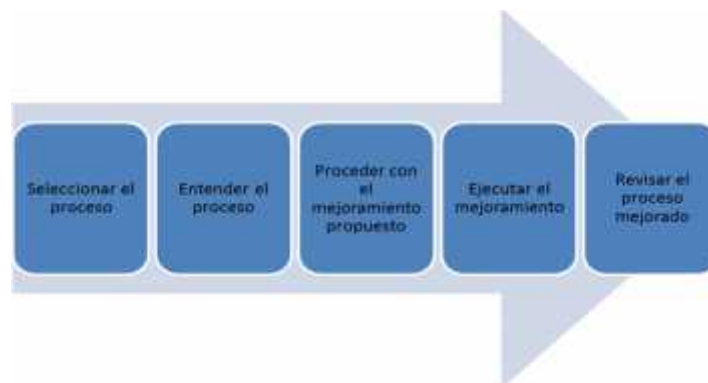 Seleccionar el
proceso
Entender el
proceso
Proceder con
el
mejoramiento
propuesto
Ejecutar el
mejoramiento
Revisar el
proceso
mejorado